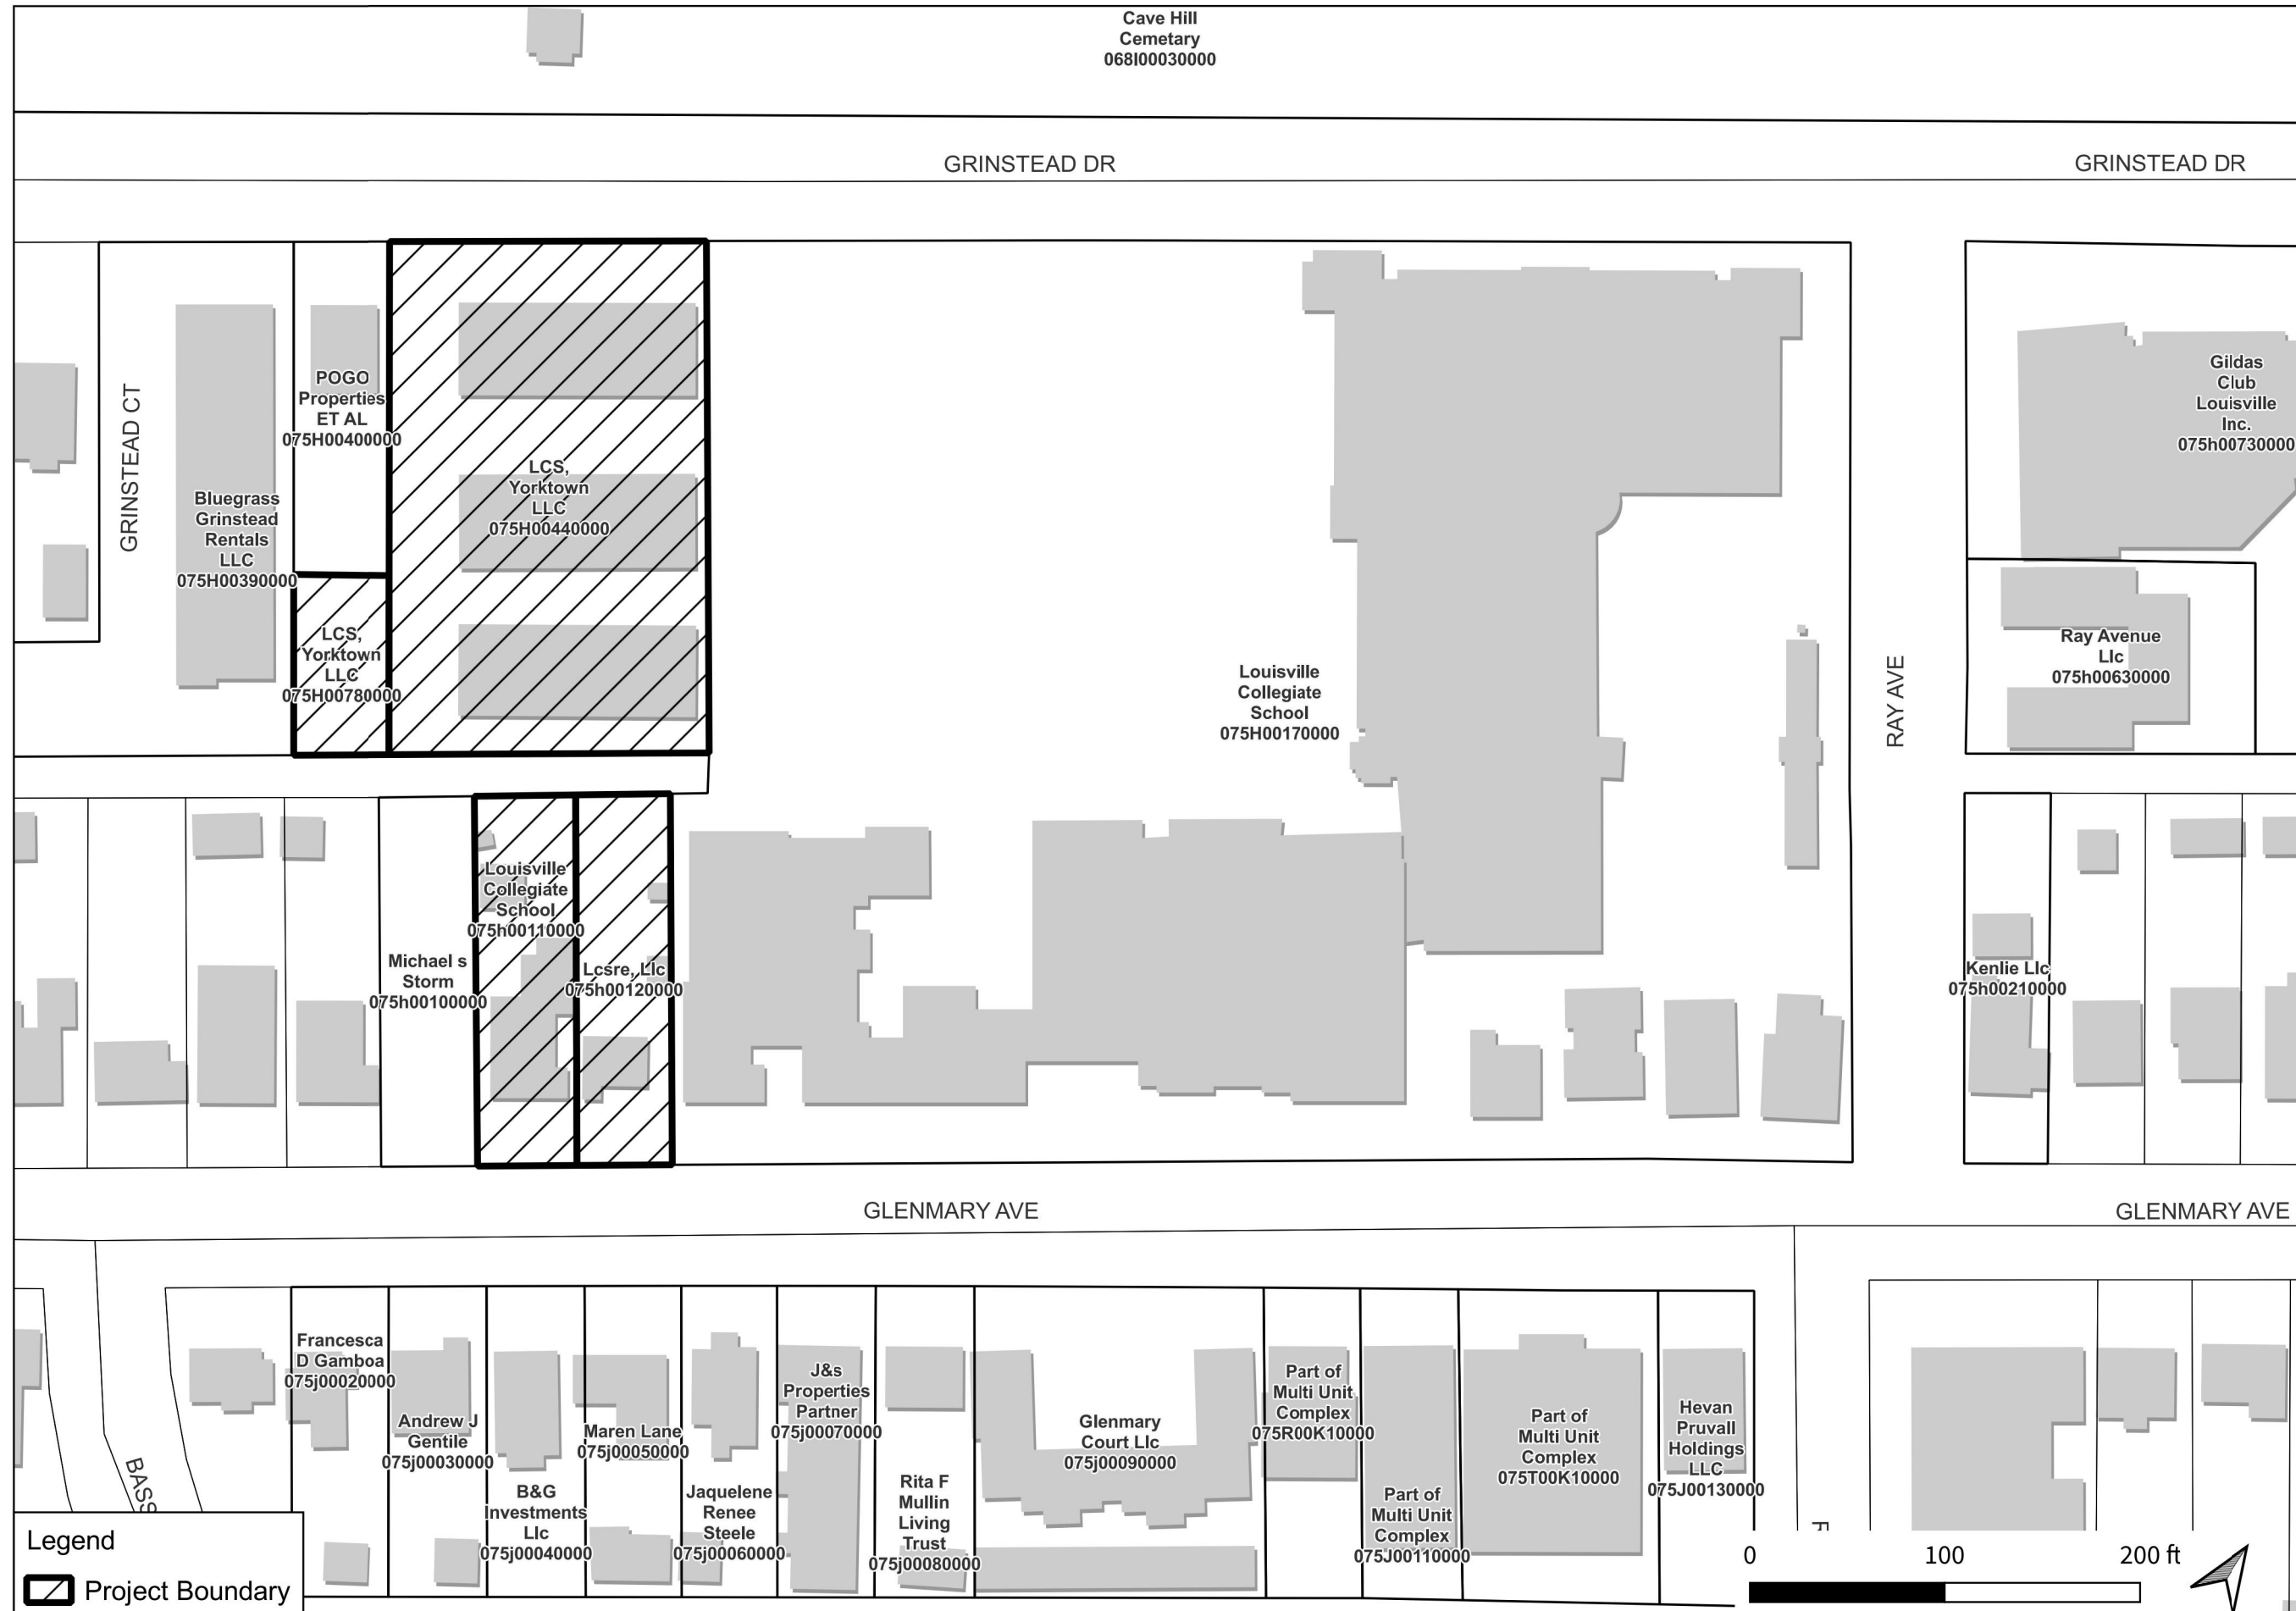 Cave Hill
Cemetary
068I00030000
GRINSTEAD DR
GRINSTEAD DR
GRINSTEAD CT
POGO
Properties
ET AL
075H00400000
LCS,
Yorktown
LLC
075H00440000
Bluegrass
Grinstead
Rentals
LLC
075H00390000
LCS,
Yorktown
LLC
075H00780000
Louisville
Collegiate
School
075H00170000
RAY AVE
Gildas
Club
Louisville
Inc.
075h00730000
Ray Avenue
Llc
075h00630000
Louisville
Collegiate
School
075h00110000
Michael s
Storm
075h00100000
Lcsre, Llc
075h00120000
Kenlie Llc
075h00210000
GLENMARY AVE
GLENMARY AVE
Francesca
D Gamboa
075j00020000
Andrew J
Gentile
075j00030000
B&G
Investments
Llc
075j00040000
Maren Lane
075j00050000
Jaquelene
Renee
Steele
075j00060000
J&s
Properties
Partner
075j00070000
Rita F
Mullin
Living
Trust
075j00080000
Glenmary
Court Llc
075j00090000
Part of
Multi Unit
Complex
075R00K10000
Part of
Multi Unit
Complex
075J00110000
Part of
Multi Unit
Complex
075T00K10000
Hevan
Pruvall
Holdings
LLC
075J00130000
BASS
Legend
Project Boundary
0 100 200 ft